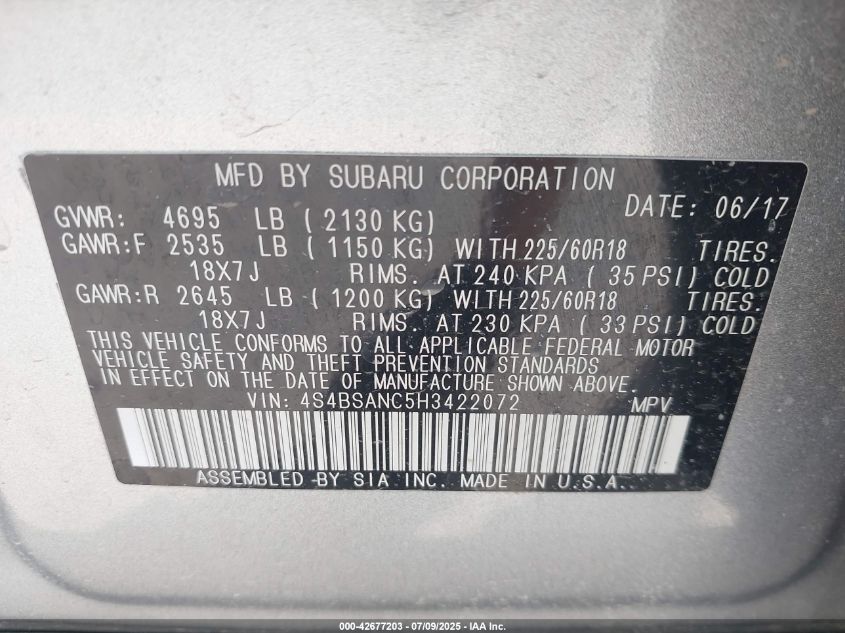 MFD BY SUBARU CORPORATION
DATE: 06/17
GVWR: 4695 LB ( 2130 KG)
GAWR:F 2535 LB ( 1150 KG) WITH 225/60R18 TIRES.
18X7J RIMS. AT 240 KPA ( 35 PSI) COLD
GAWR:R 2645 LB ( 1200 KG) WITH 225/60R18 TIRES.
18X7J RIMS. AT 230 KPA ( 33 PSI) COLD
THIS VEHICLE CONFORMS TO ALL APPLICABLE FEDERAL MOTOR
VEHICLE SAFETY AND THEFT PREVENTION STANDARDS
IN EFFECT ON THE DATE OF MANUFACTURE SHOWN ABOVE.
VIN: 4S4BSANC5H3422072 MPV
ASSEMBLED BY SIA INC. MADE IN U.S.A.
000-42677203 / 07/09/2025 - IAA Inc.